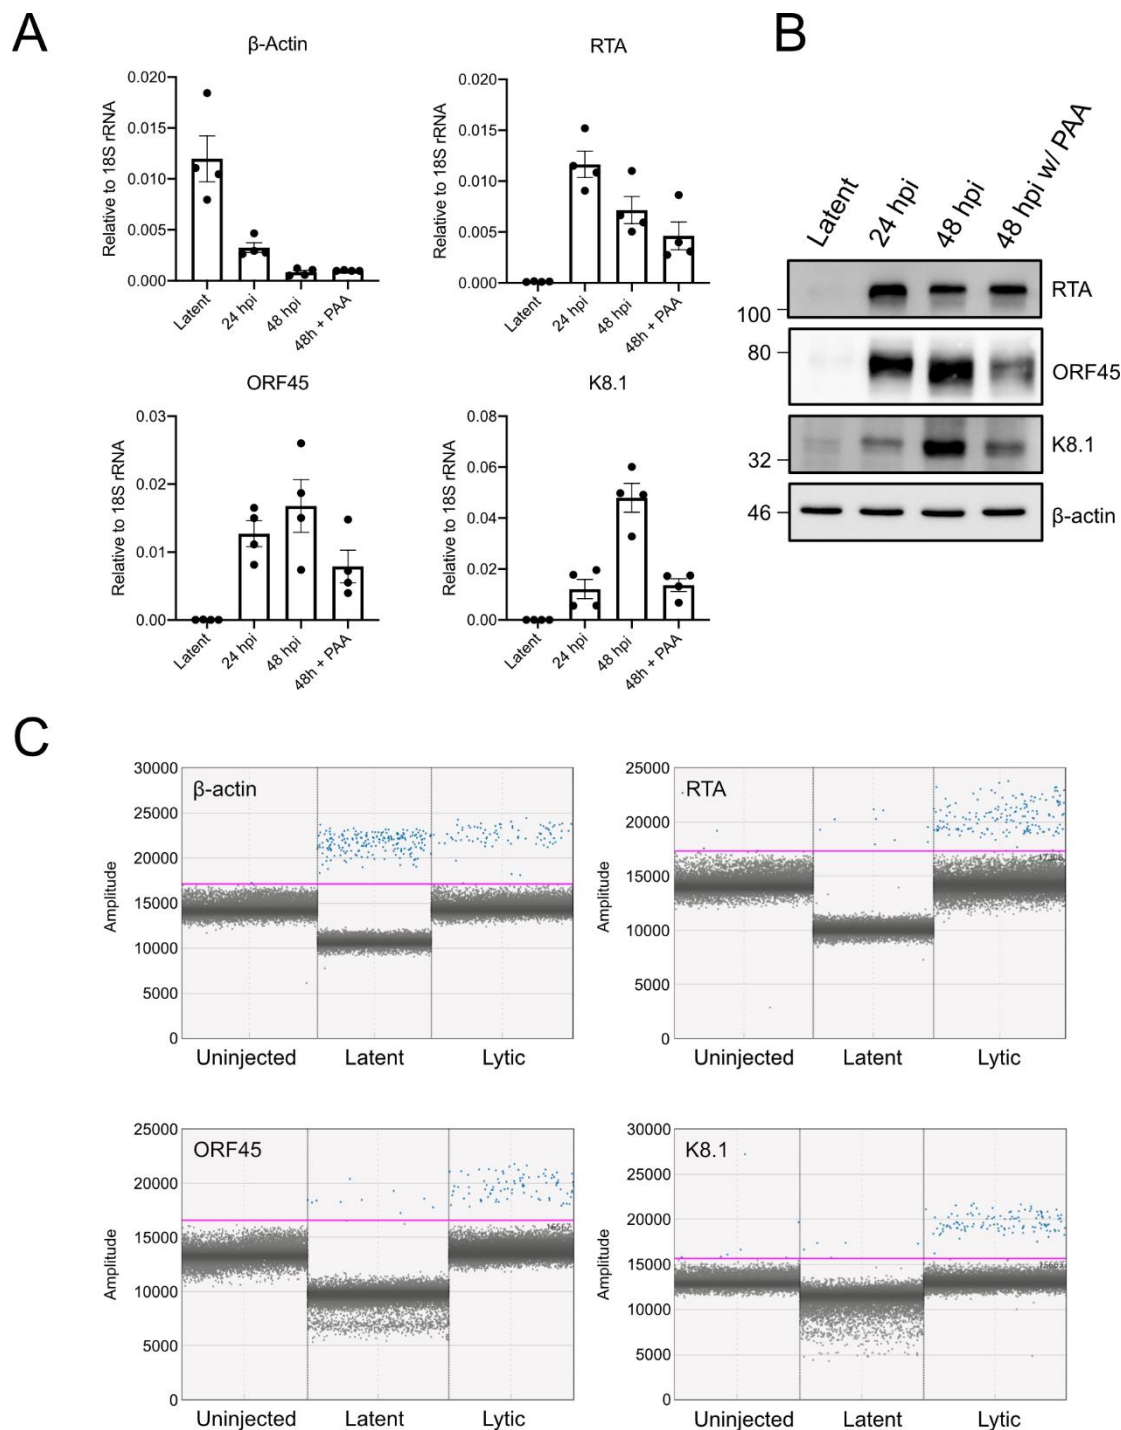 A
B
β-Actin
Relative to 18S rRNA
0.020
0.015
0.010
0.005
0.000
Latent
24 hpi
48 hpi
48h + PAA
RTA
Relative to 18S rRNA
0.020
0.015
0.010
0.005
0.000
Latent
24 hpi
48 hpi
48h + PAA
ORF45
Relative to 18S rRNA
0.03
0.02
0.01
0.00
Latent
24 hpi
48 hpi
48h + PAA
K8.1
Relative to 18S rRNA
0.08
0.06
0.04
0.02
0.00
Latent
24 hpi
48 hpi
48h + PAA
Latent
24 hpi
48 hpi
48 hpi w/ PAA
100
RTA
80
ORF45
32
K8.1
46
β-actin
C
β-actin
Amplitude
30000
25000
20000
15000
10000
5000
0
Uninjected
Latent
Lytic
RTA
Amplitude
25000
20000
15000
10000
5000
0
17308
Uninjected
Latent
Lytic
ORF45
Amplitude
25000
20000
15000
10000
5000
0
16567
Uninjected
Latent
Lytic
K8.1
Amplitude
30000
25000
20000
15000
10000
5000
0
Uninjected
Latent
Lytic